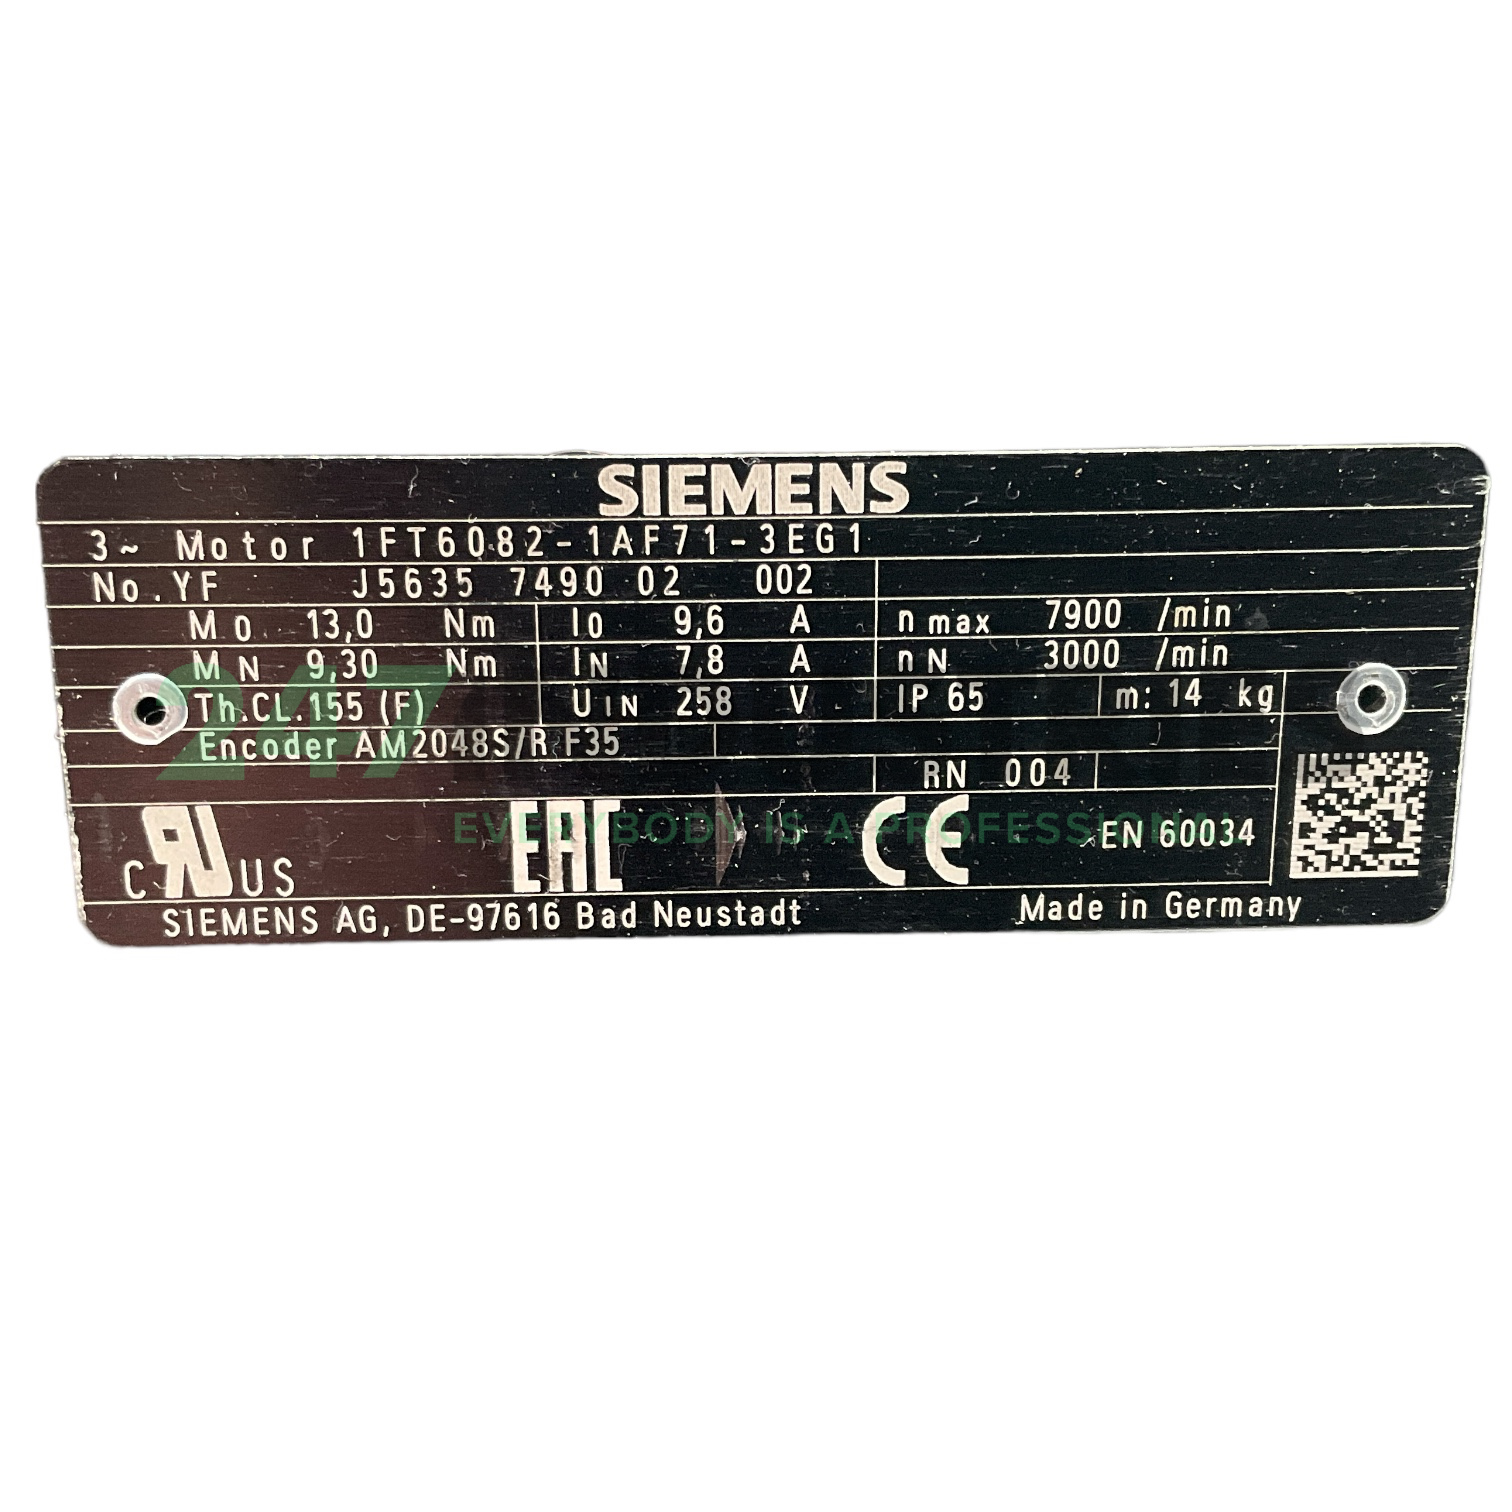 SIEMENS
3~ Motor 1FT6082-1AF71-3EG1
No. YF J5635 7490 02 002
M0 13,0 Nm I0 9,6 A n max 7900 /min
MN 9,30 Nm IN 7,8 A nN 3000 /min
Th.CL.155 (F) UIN 258 V IP 65 m: 14 kg
Encoder AM2048S/R F35
RN 004
C RU US EAC CE EN 60034
SIEMENS AG, DE-97616 Bad Neustadt Made in Germany
247
EVERYBODY IS A PROFESSIONAL